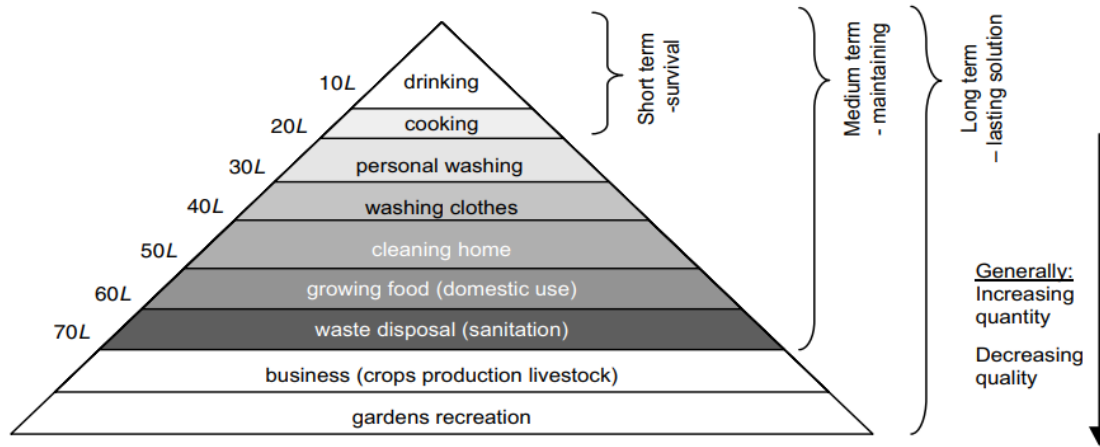 10L
drinking
20L
cooking
30L
personal washing
40L
washing clothes
50L
cleaning home
60L
growing food (domestic use)
70L
waste disposal (sanitation)
business (crops production livestock)
gardens recreation
Short term
-survival
Medium term
- maintaining
Long term
– lasting solution
Generally:
Increasing
quantity
Decreasing
quality